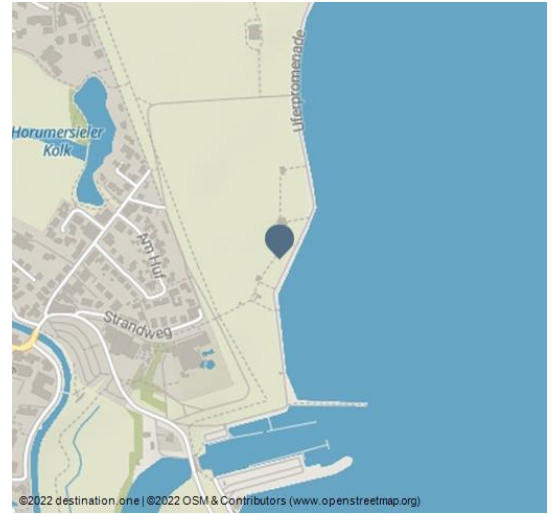 Uferpromenade
Horumersieler
Kolk
Am Huf
Strandweg
©2022 destination.one | ©2022 OSM & Contributors (www.openstreetmap.org)